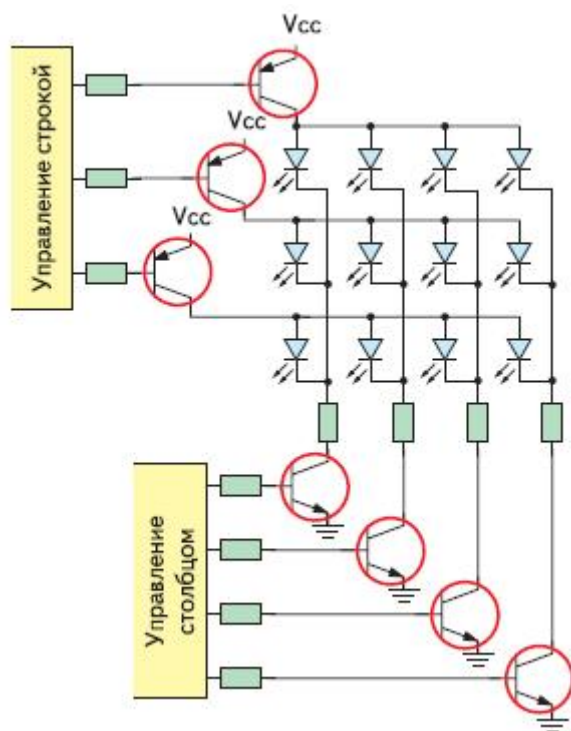 Vcc
Управление строкой
Vcc
Vcc
Управление
столбцом